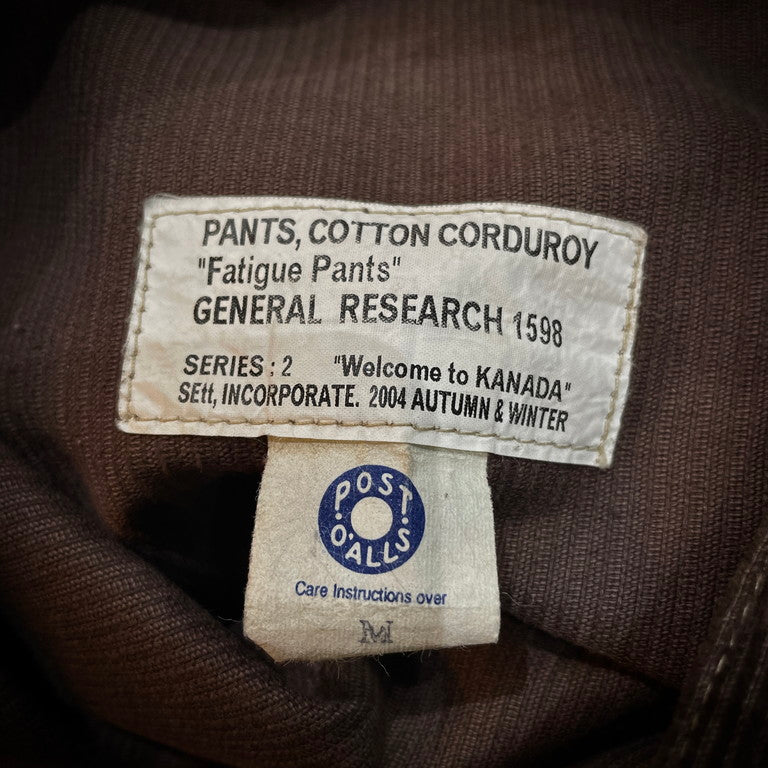 PANTS, COTTON CORDUROY
"Fatigue Pants"
GENERAL RESEARCH 1598
SERIES : 2 "Welcome to KANADA"
SEtt, INCORPORATE. 2004 AUTUMN & WINTER
POST
O'ALLS
Care Instructions over
M